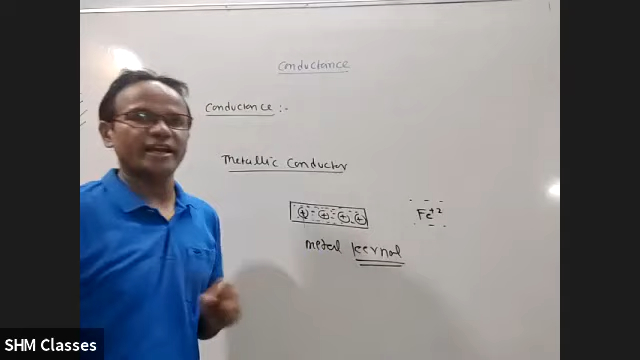 Conductance
Conductance :-
Metallic Conductor
+ + + +
Fe+2
metal kernal
SHM Classes